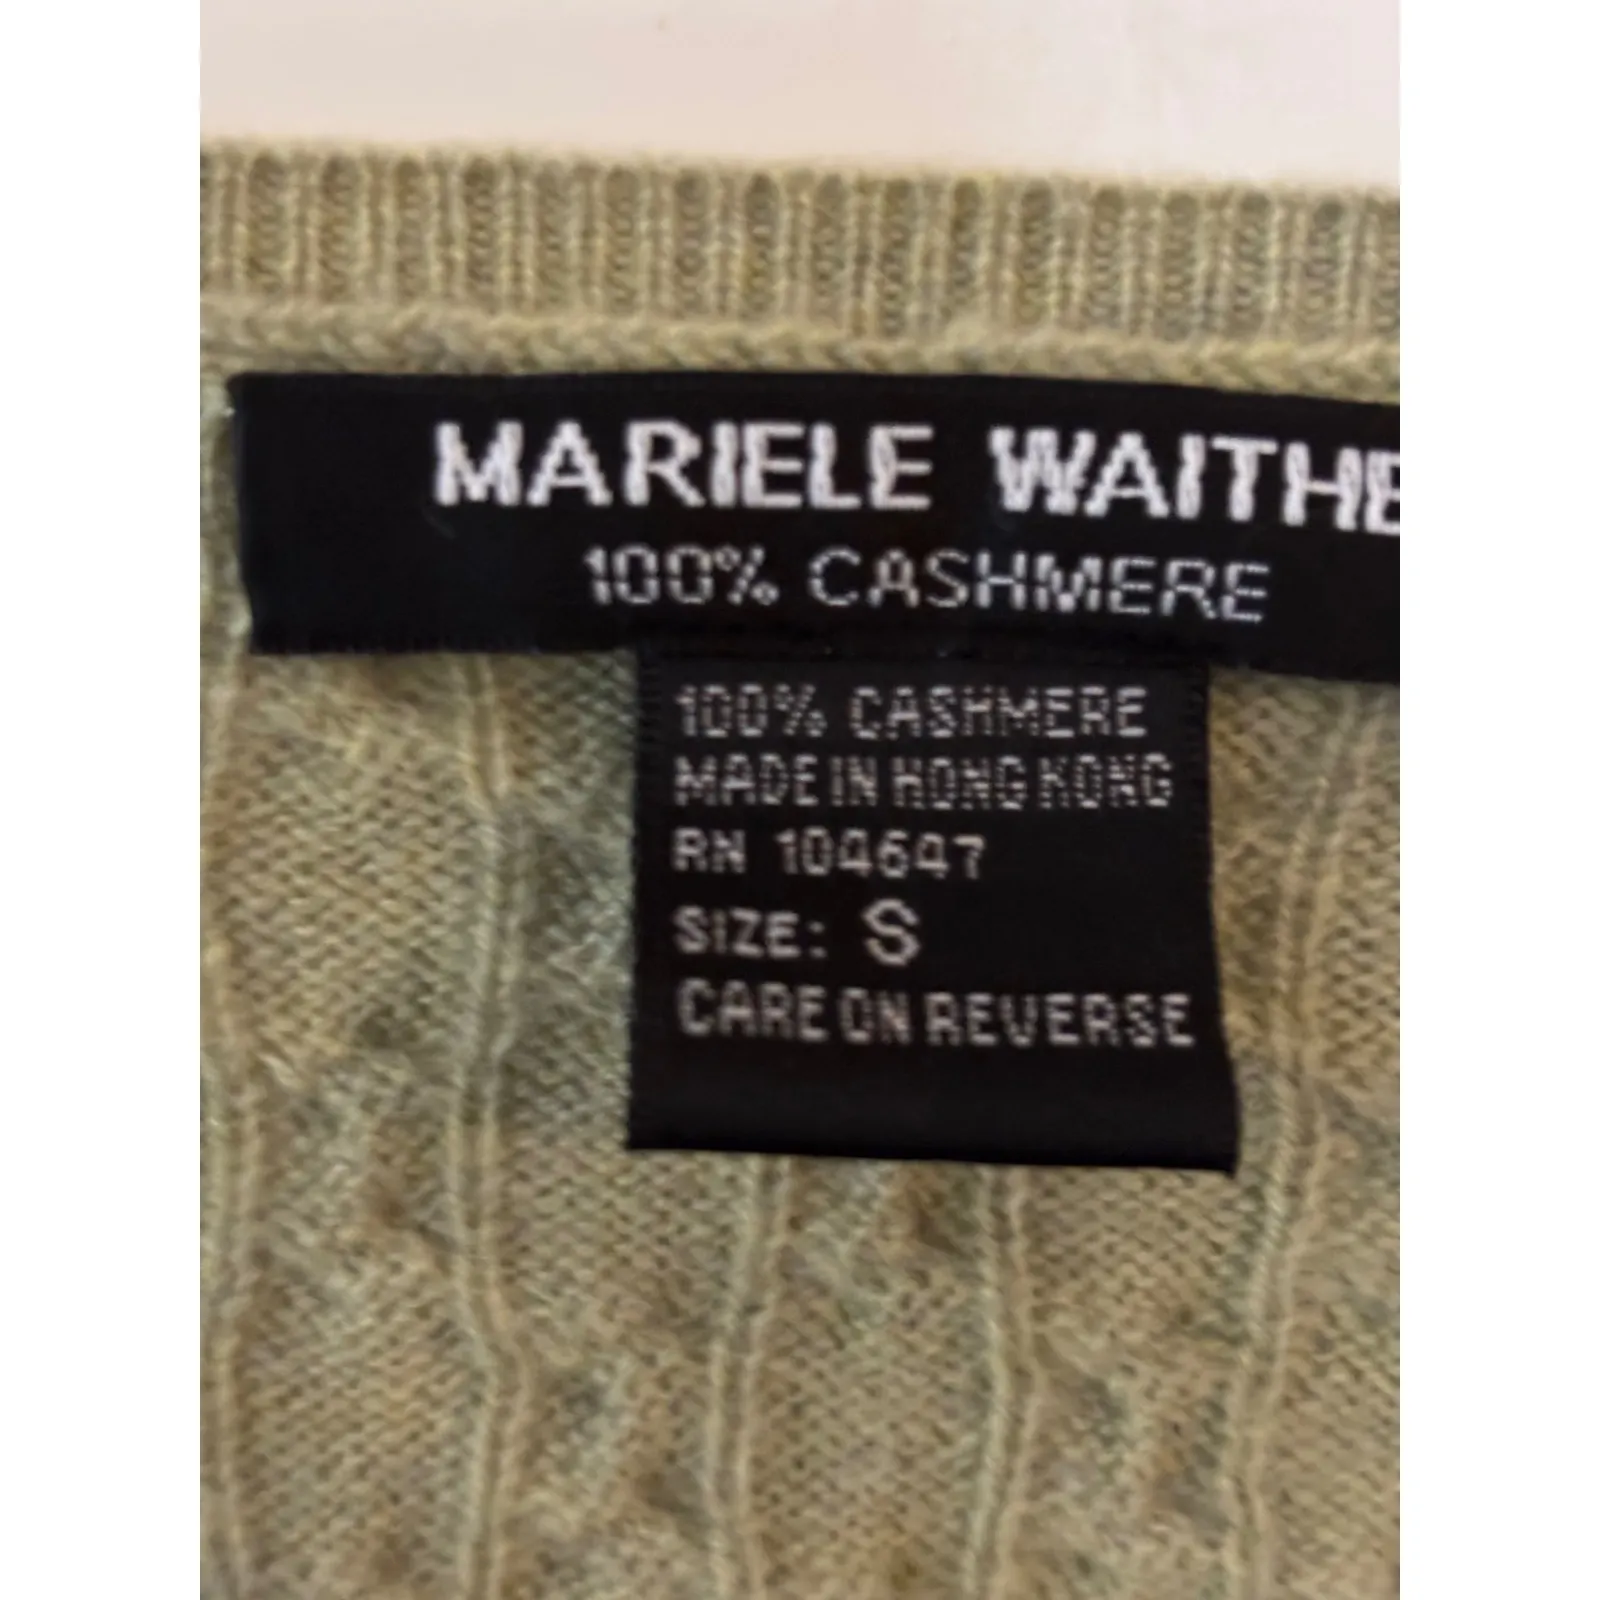 MARIELE WAITHE
100% CASHMERE
100% CASHMERE
MADE IN HONG KONG
RN 104647
SIZE: S
CARE ON REVERSE